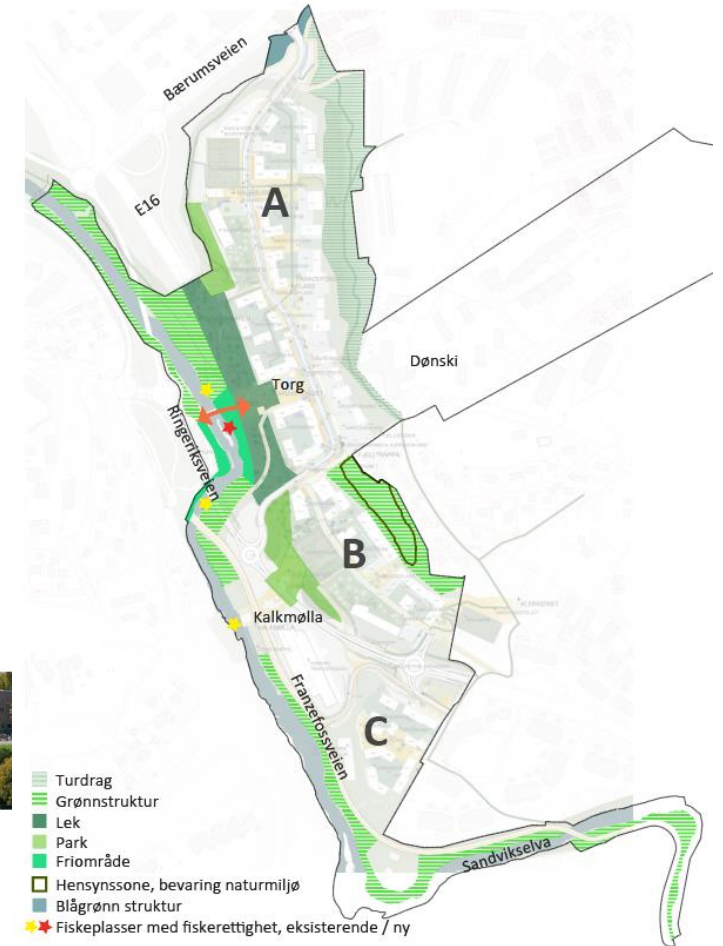 Bærumsveien
E16
A
Dønski
Torg
Ringeriksveien
B
Kalkmølla
Franzefossveien
C
Sandvikselva
Turdrag
Grønnstruktur
Lek
Park
Friområde
Hensynssone, bevaring naturmiljø
Blågrønn struktur
Fiskeplasser med fiskerettighet, eksisterende / ny